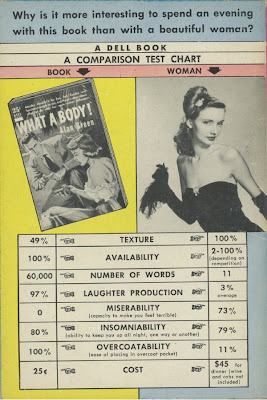 Why is it more interesting to spend an evening
with this book than with a beautiful woman?
A DELL BOOK
A COMPARISON TEST CHART
BOOK
WOMAN
25¢
WHAT A BODY!
Alan Green
49% TEXTURE 100%
100% AVAILABILITY 2-100%
(depending on
competition)
60,000 NUMBER OF WORDS 11
97% LAUGHTER PRODUCTION 3%
average
0 MISERABILITY 73%
(capacity to make you feel terrible)
80% INSOMNIABILITY 79%
(ability to keep you up all night, one way or another)
100% OVERCOATABILITY 11%
(ease of placing in overcoat pocket)
25¢ COST $45 for
dinner (wine
and cabs not
included)